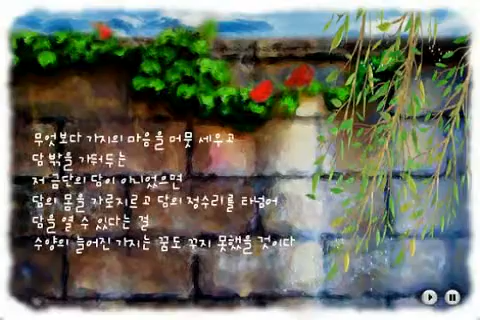 무엇보다 가지의 마음을 머뭇 세우고
담 밖을 가둬두는
저 금단의 담이 아니었으면
담의 몸을 가로지르고 담의 정수리를 타넘어
담을 열 수 있다는 걸
수양의 늘어진 가지는 꿈도 꾸지 못했을 것이다